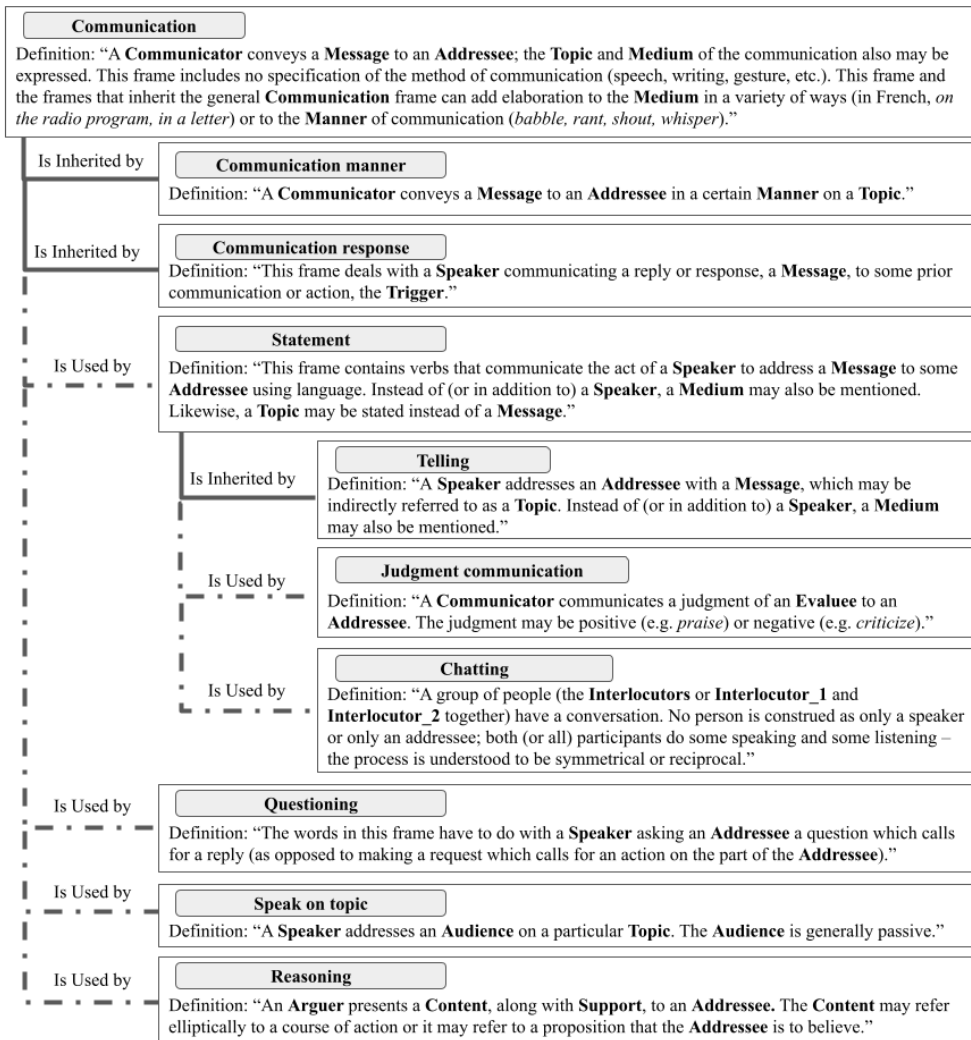 Communication
Definition: “A Communicator conveys a Message to an Addressee; the Topic and Medium of the communication also may be
expressed. This frame includes no specification of the method of communication (speech, writing, gesture, etc.). This frame and
the frames that inherit the general Communication frame can add elaboration to the Medium in a variety of ways (in French, on
the radio program, in a letter) or to the Manner of communication (babble, rant, shout, whisper).”
Is Inherited by
Communication manner
Definition: “A Communicator conveys a Message to an Addressee in a certain Manner on a Topic.”
Is Inherited by
Communication response
Definition: “This frame deals with a Speaker communicating a reply or response, a Message, to some prior
communication or action, the Trigger.”
Is Used by
Statement
Definition: “This frame contains verbs that communicate the act of a Speaker to address a Message to some
Addressee using language. Instead of (or in addition to) a Speaker, a Medium may also be mentioned.
Likewise, a Topic may be stated instead of a Message.”
Is Inherited by
Telling
Definition: “A Speaker addresses an Addressee with a Message, which may be
indirectly referred to as a Topic. Instead of (or in addition to) a Speaker, a Medium
may also be mentioned.”
Is Used by
Judgment communication
Definition: “A Communicator communicates a judgment of an Evaluee to an
Addressee. The judgment may be positive (e.g. praise) or negative (e.g. criticize).”
Is Used by
Chatting
Definition: “A group of people (the Interlocutors or Interlocutor_1 and
Interlocutor_2 together) have a conversation. No person is construed as only a speaker
or only an addressee; both (or all) participants do some speaking and some listening –
the process is understood to be symmetrical or reciprocal.”
Is Used by
Questioning
Definition: “The words in this frame have to do with a Speaker asking an Addressee a question which calls
for a reply (as opposed to making a request which calls for an action on the part of the Addressee).”
Is Used by
Speak on topic
Definition: “A Speaker addresses an Audience on a particular Topic. The Audience is generally passive.”
Is Used by
Reasoning
Definition: “An Arguer presents a Content, along with Support, to an Addressee. The Content may refer
elliptically to a course of action or it may refer to a proposition that the Addressee is to believe.”